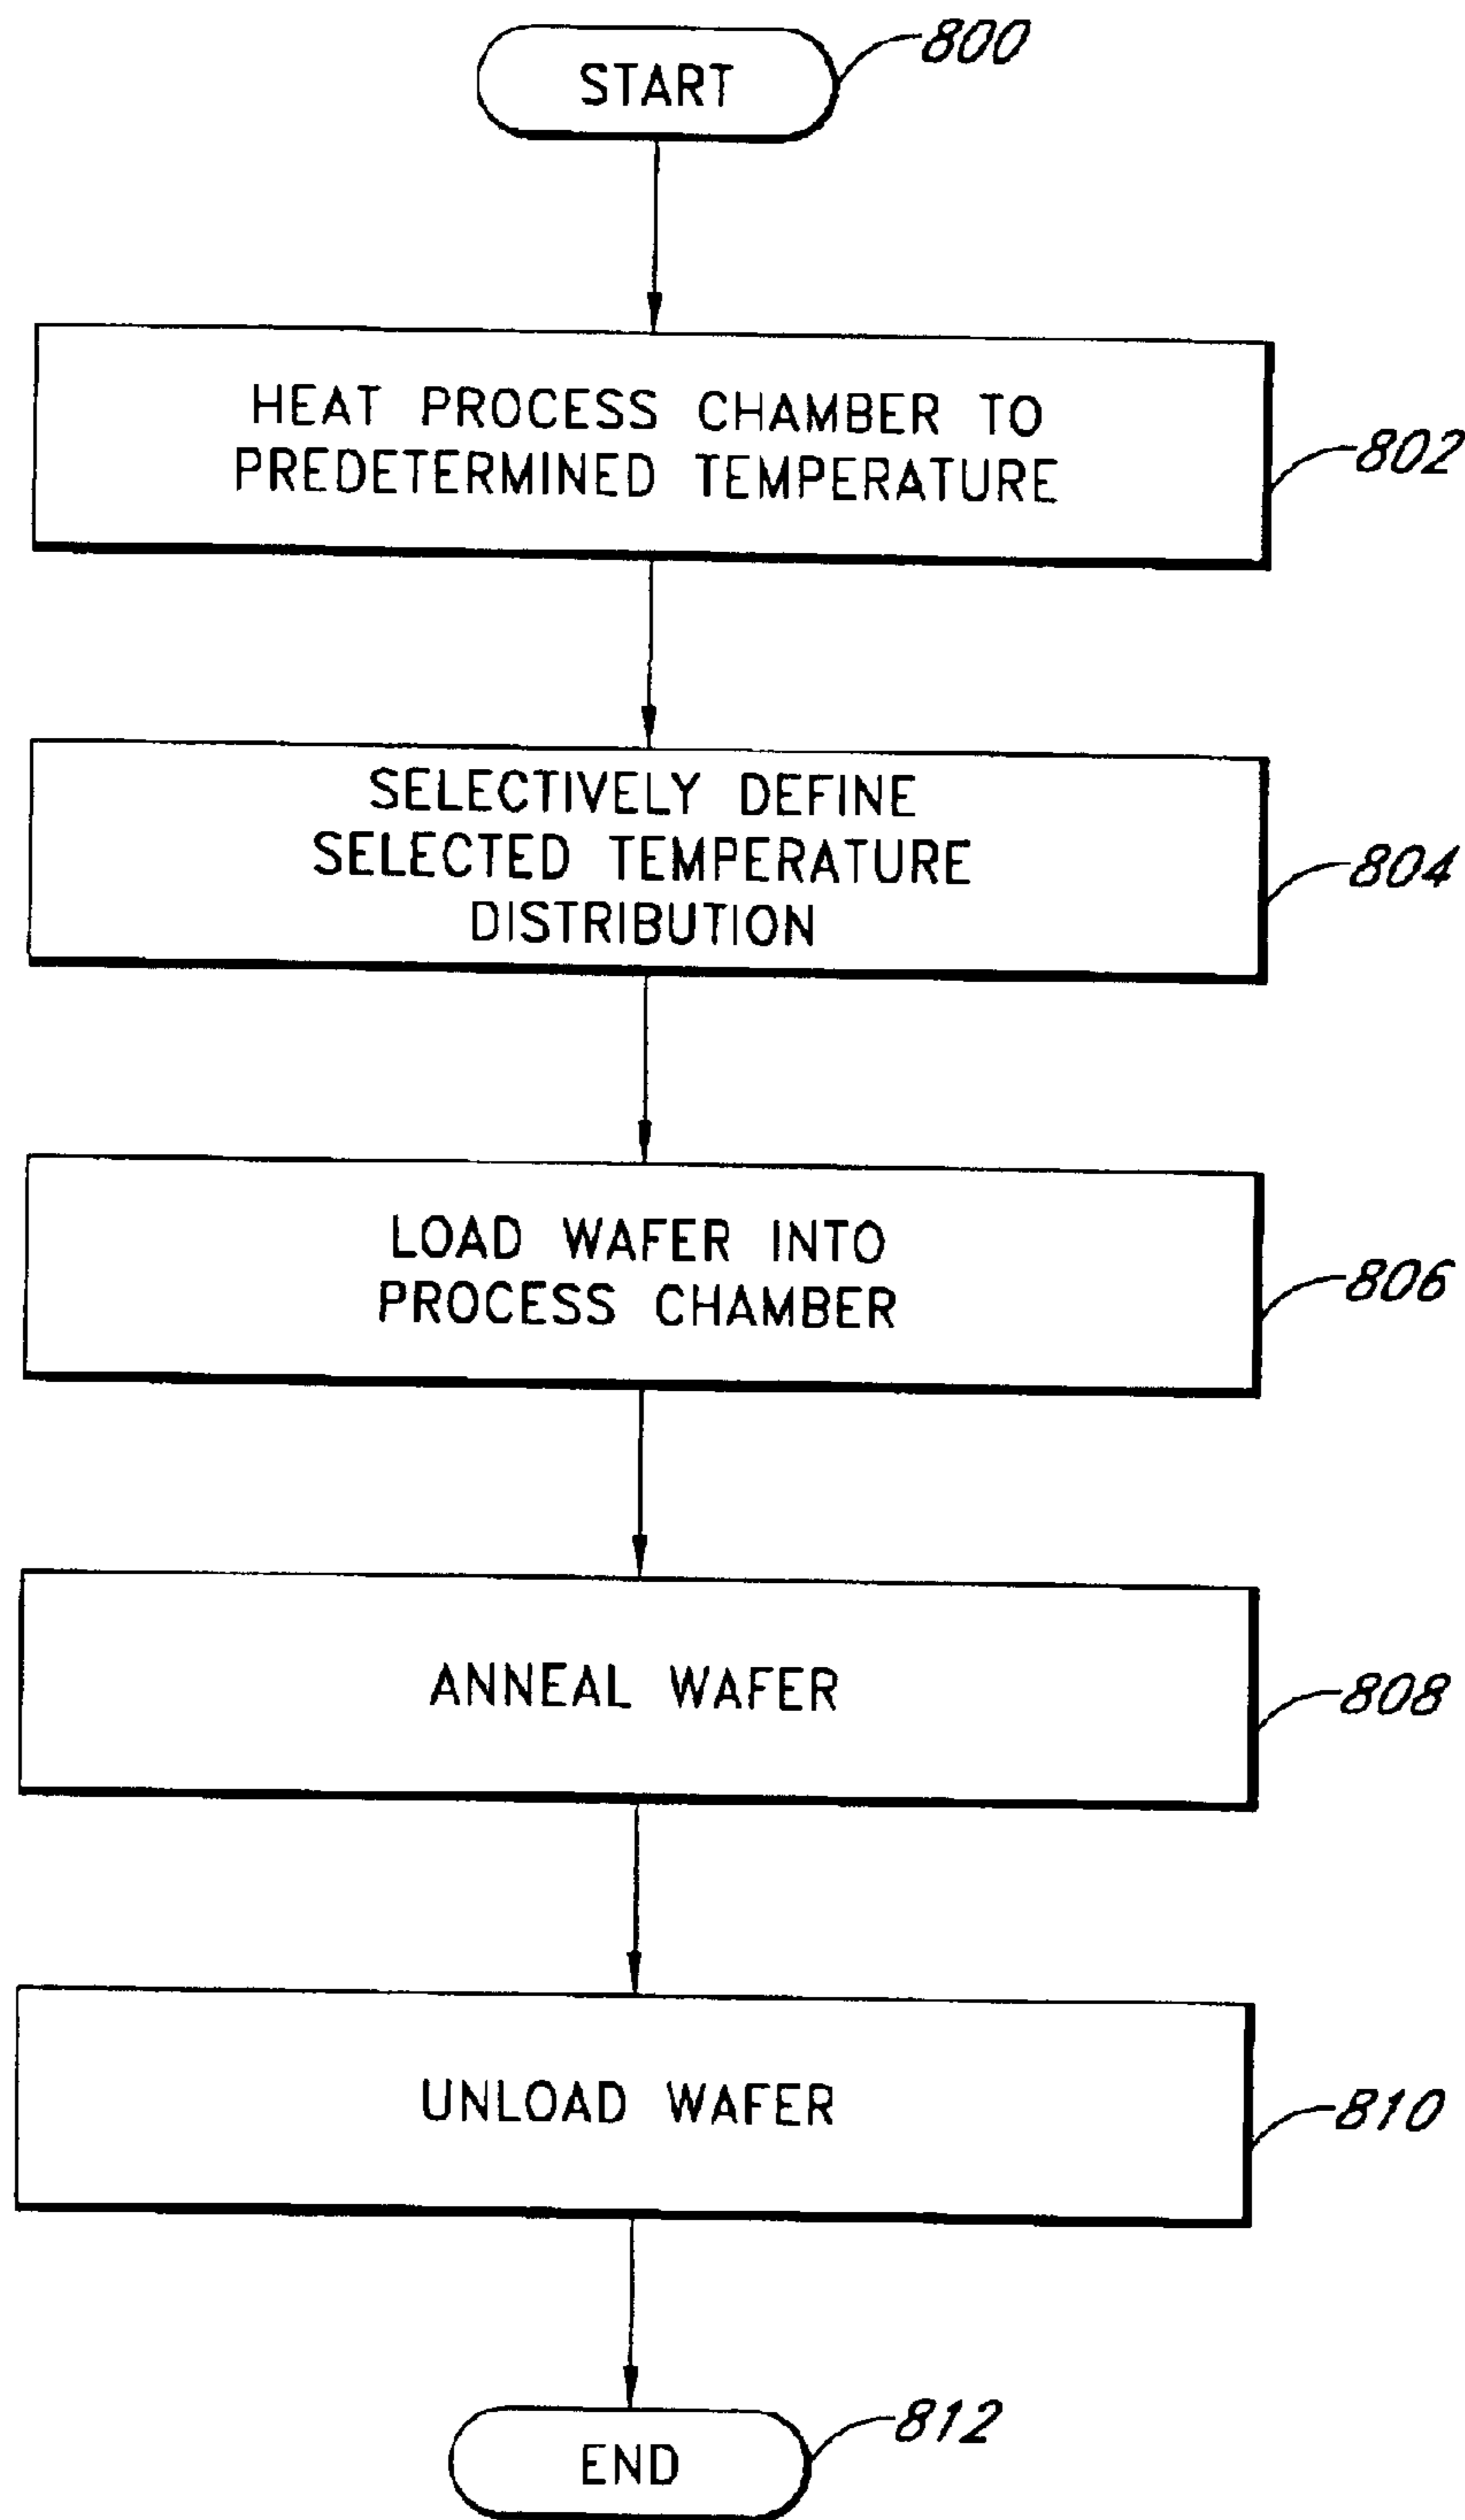 START
800
HEAT PROCESS CHAMBER TO
PREDETERMINED TEMPERATURE
802
SELECTIVELY DEFINE
SELECTED TEMPERATURE
DISTRIBUTION
804
LOAD WAFER INTO
PROCESS CHAMBER
806
ANNEAL WAFER
808
UNLOAD WAFER
810
END
812